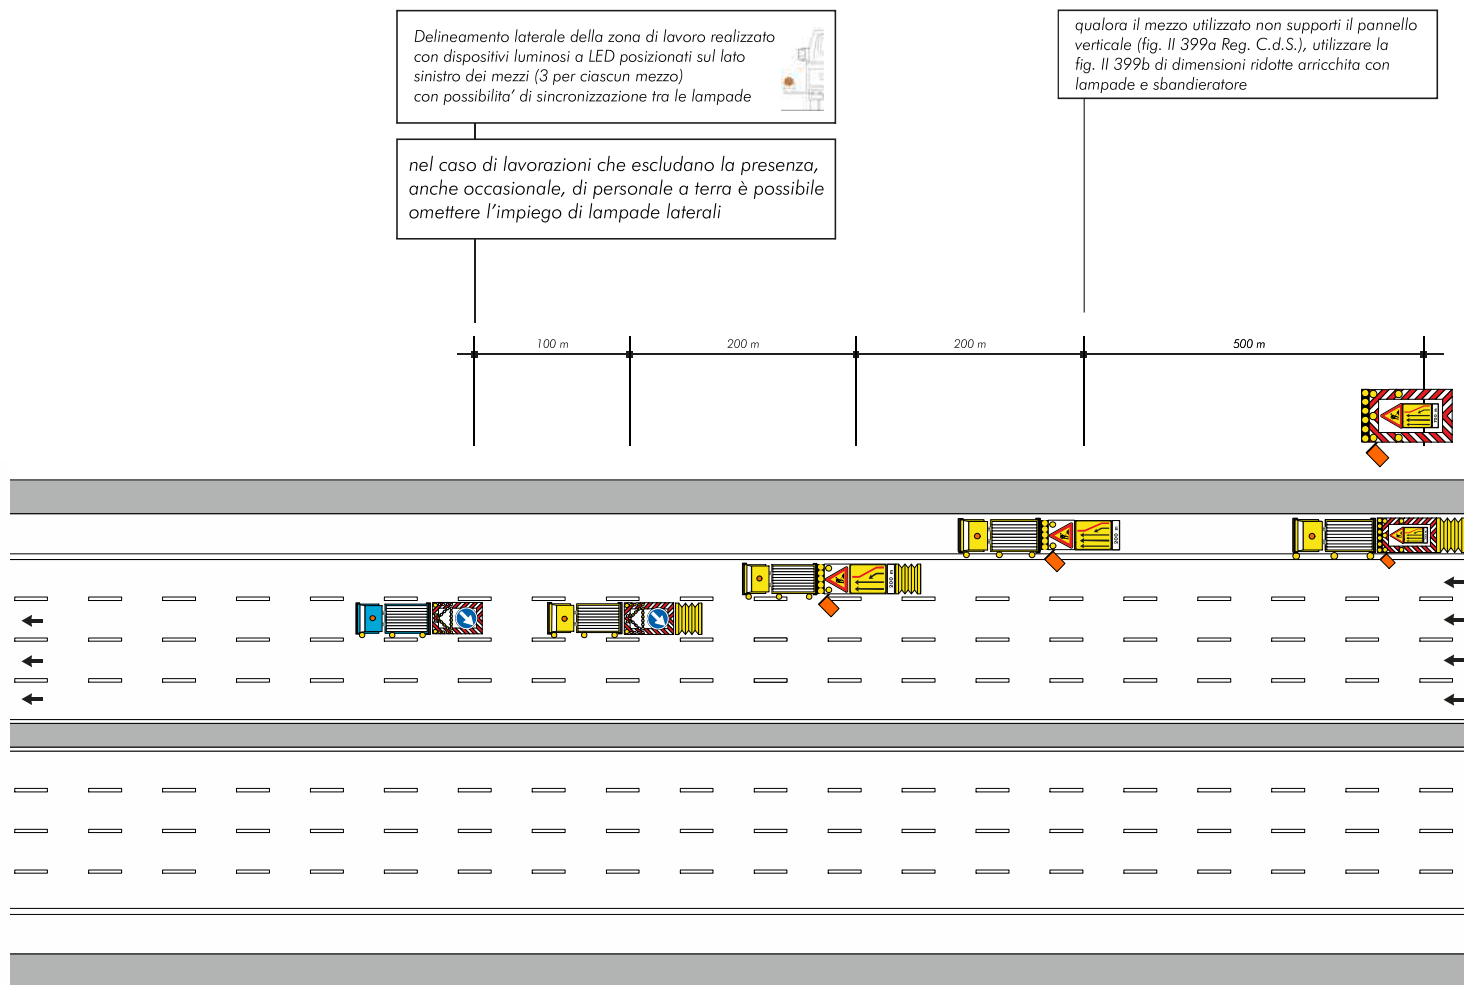 Delineamento laterale della zona di lavoro realizzato
con dispositivi luminosi a LED posizionati sul lato
sinistro dei mezzi (3 per ciascun mezzo)
con possibilita' di sincronizzazione tra le lampade
nel caso di lavorazioni che escludano la presenza,
anche occasionale, di personale a terra è possibile
omettere l'impiego di lampade laterali
qualora il mezzo utilizzato non supporti il pannello
verticale (fig. II 399a Reg. C.d.S.), utilizzare la
fig. II 399b di dimensioni ridotte arricchita con
lampade e sbandieratore
100 m
200 m
200 m
500 m
200 m
200 m